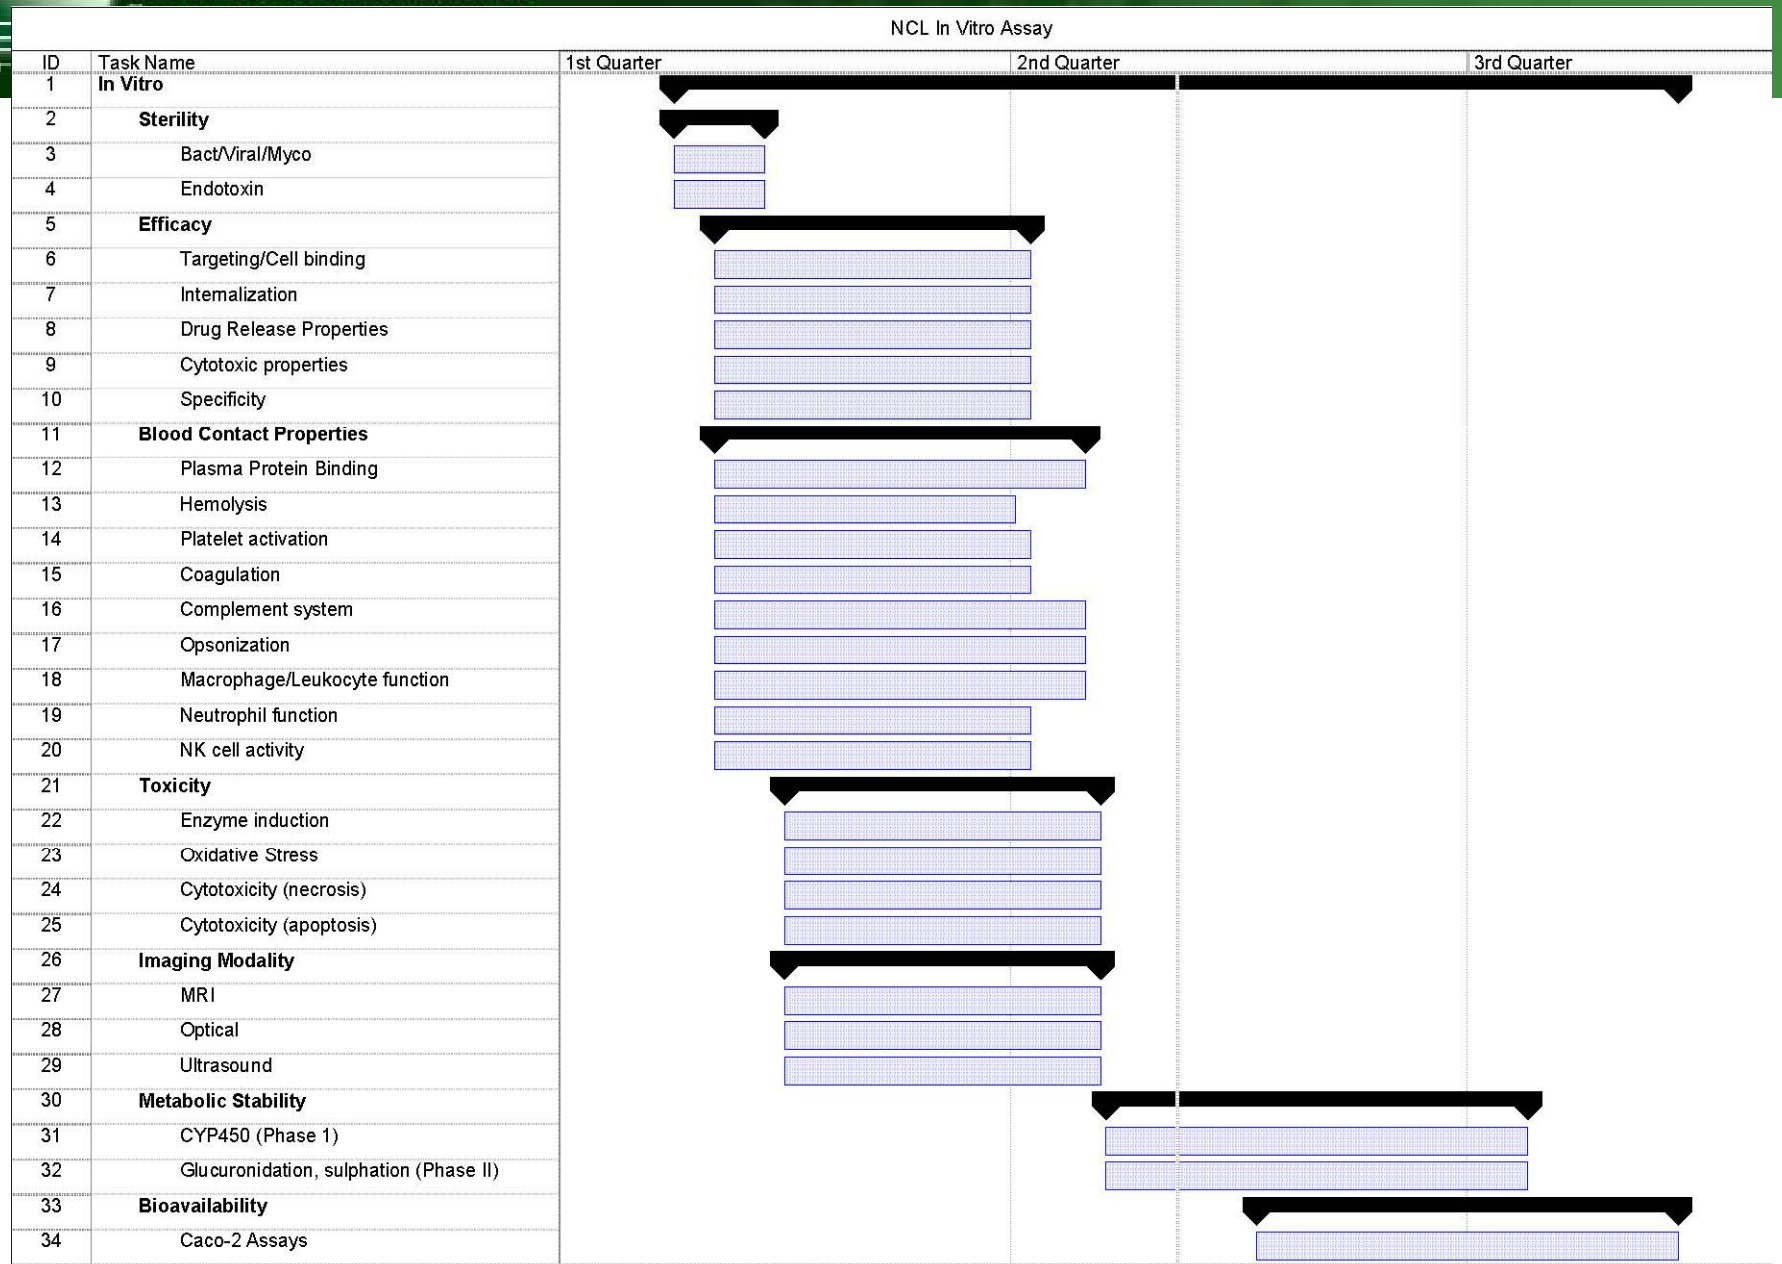 NCL In Vitro Assay
ID Task Name 1st Quarter 2nd Quarter 3rd Quarter
1 In Vitro
2 Sterility
3 Bact/Viral/Myco
4 Endotoxin
5 Efficacy
6 Targeting/Cell binding
7 Internalization
8 Drug Release Properties
9 Cytotoxic properties
10 Specificity
11 Blood Contact Properties
12 Plasma Protein Binding
13 Hemolysis
14 Platelet activation
15 Coagulation
16 Complement system
17 Opsonization
18 Macrophage/Leukocyte function
19 Neutrophil function
20 NK cell activity
21 Toxicity
22 Enzyme induction
23 Oxidative Stress
24 Cytotoxicity (necrosis)
25 Cytotoxicity (apoptosis)
26 Imaging Modality
27 MRI
28 Optical
29 Ultrasound
30 Metabolic Stability
31 CYP450 (Phase 1)
32 Glucuronidation, sulphation (Phase II)
33 Bioavailability
34 Caco-2 Assays